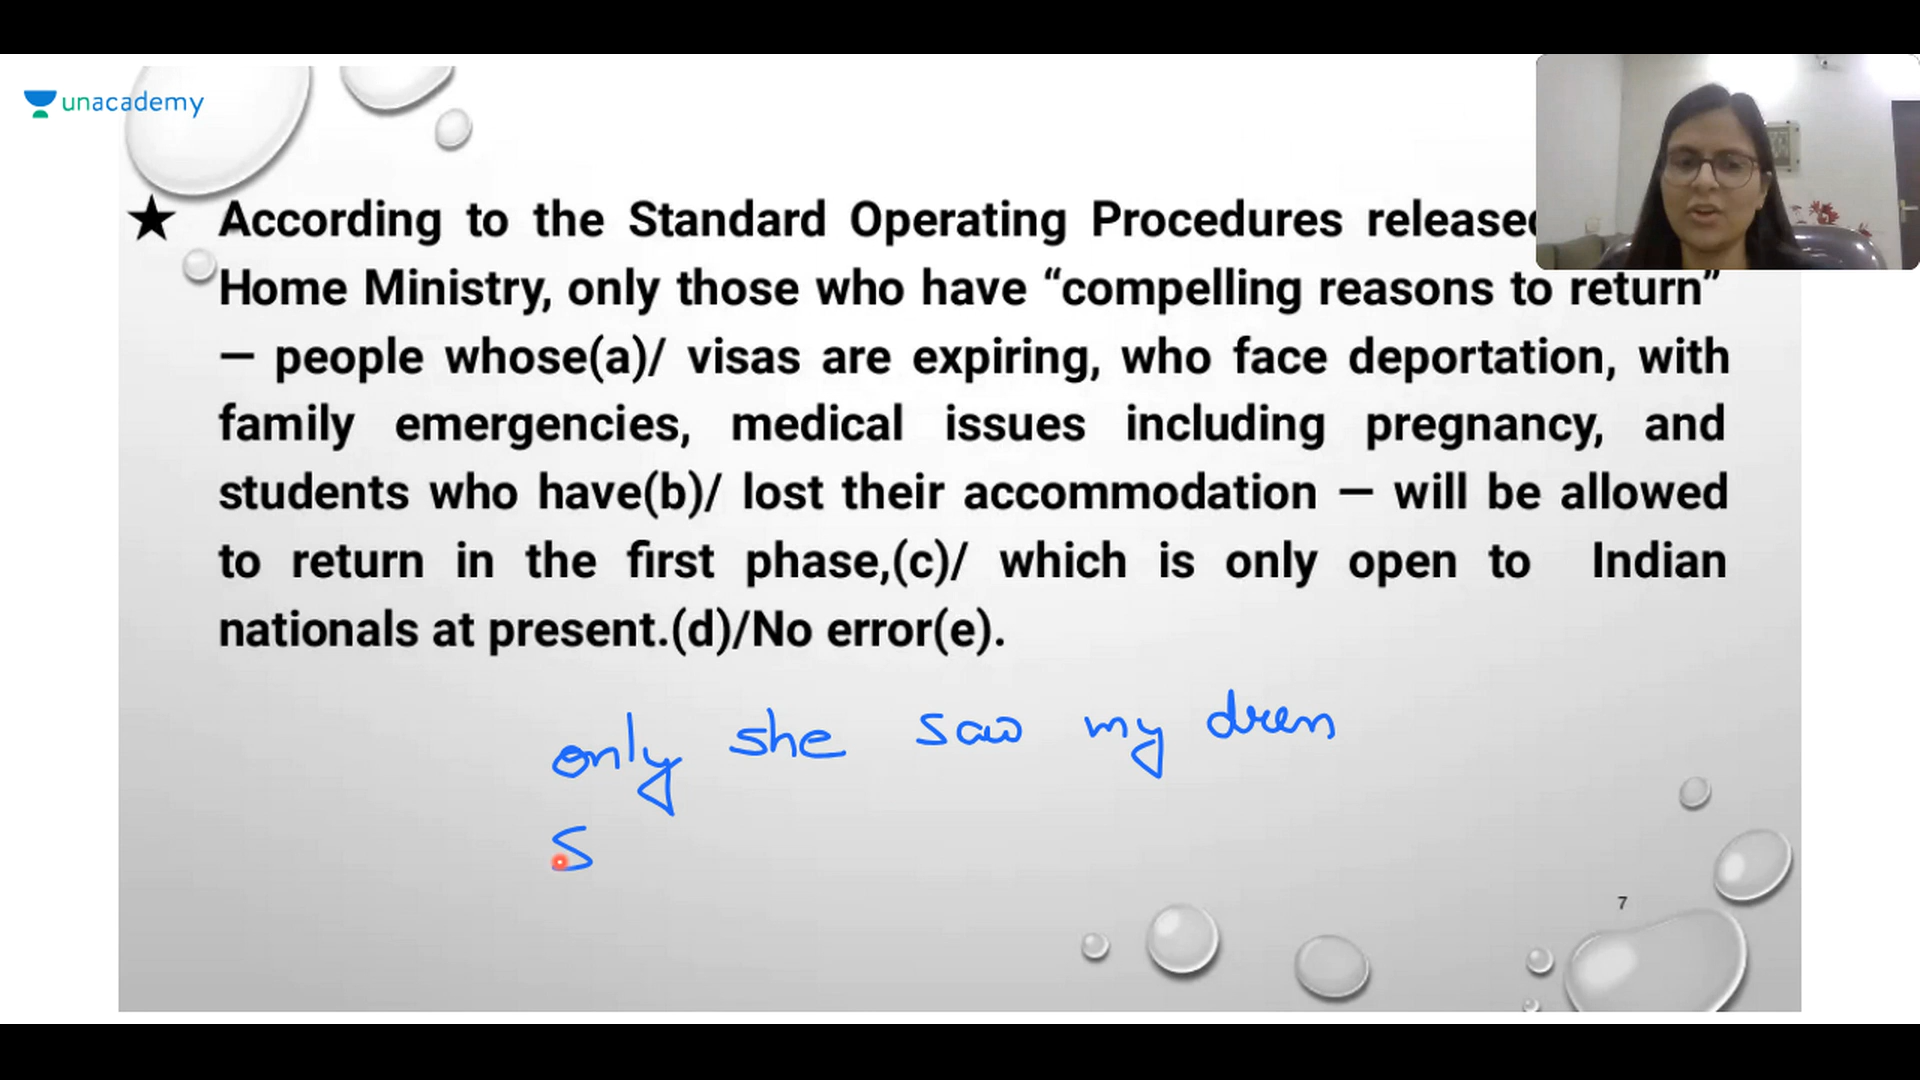 unacademy
★ According to the Standard Operating Procedures released
Home Ministry, only those who have “compelling reasons to return”
— people whose(a)/ visas are expiring, who face deportation, with
family emergencies, medical issues including pregnancy, and
students who have(b)/ lost their accommodation — will be allowed
to return in the first phase,(c)/ which is only open to Indian
nationals at present.(d)/No error(e).
only she saw my
S
7